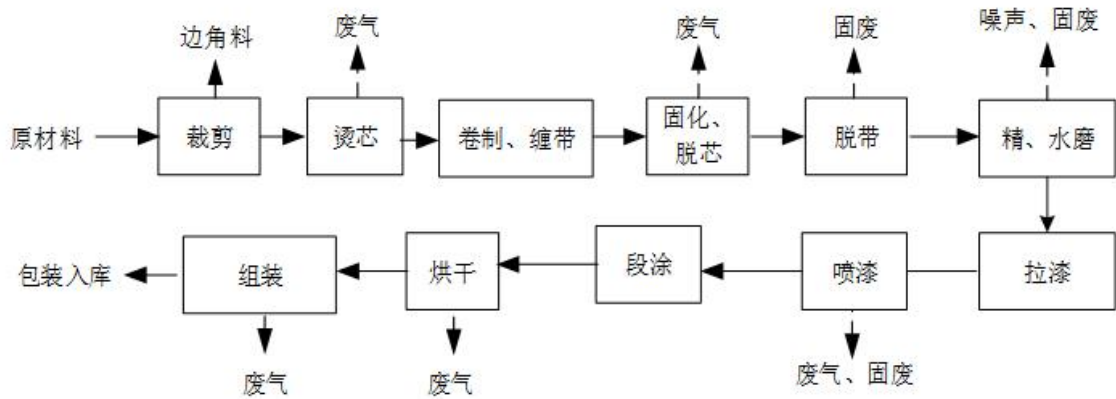 边角料
废气
废气
固废
噪声、固废
原材料
裁剪
烫芯
卷制、缠带
固化、
脱芯
脱带
精、水磨
包装入库
组装
烘干
段涂
喷漆
拉漆
废气
废气
废气、固废